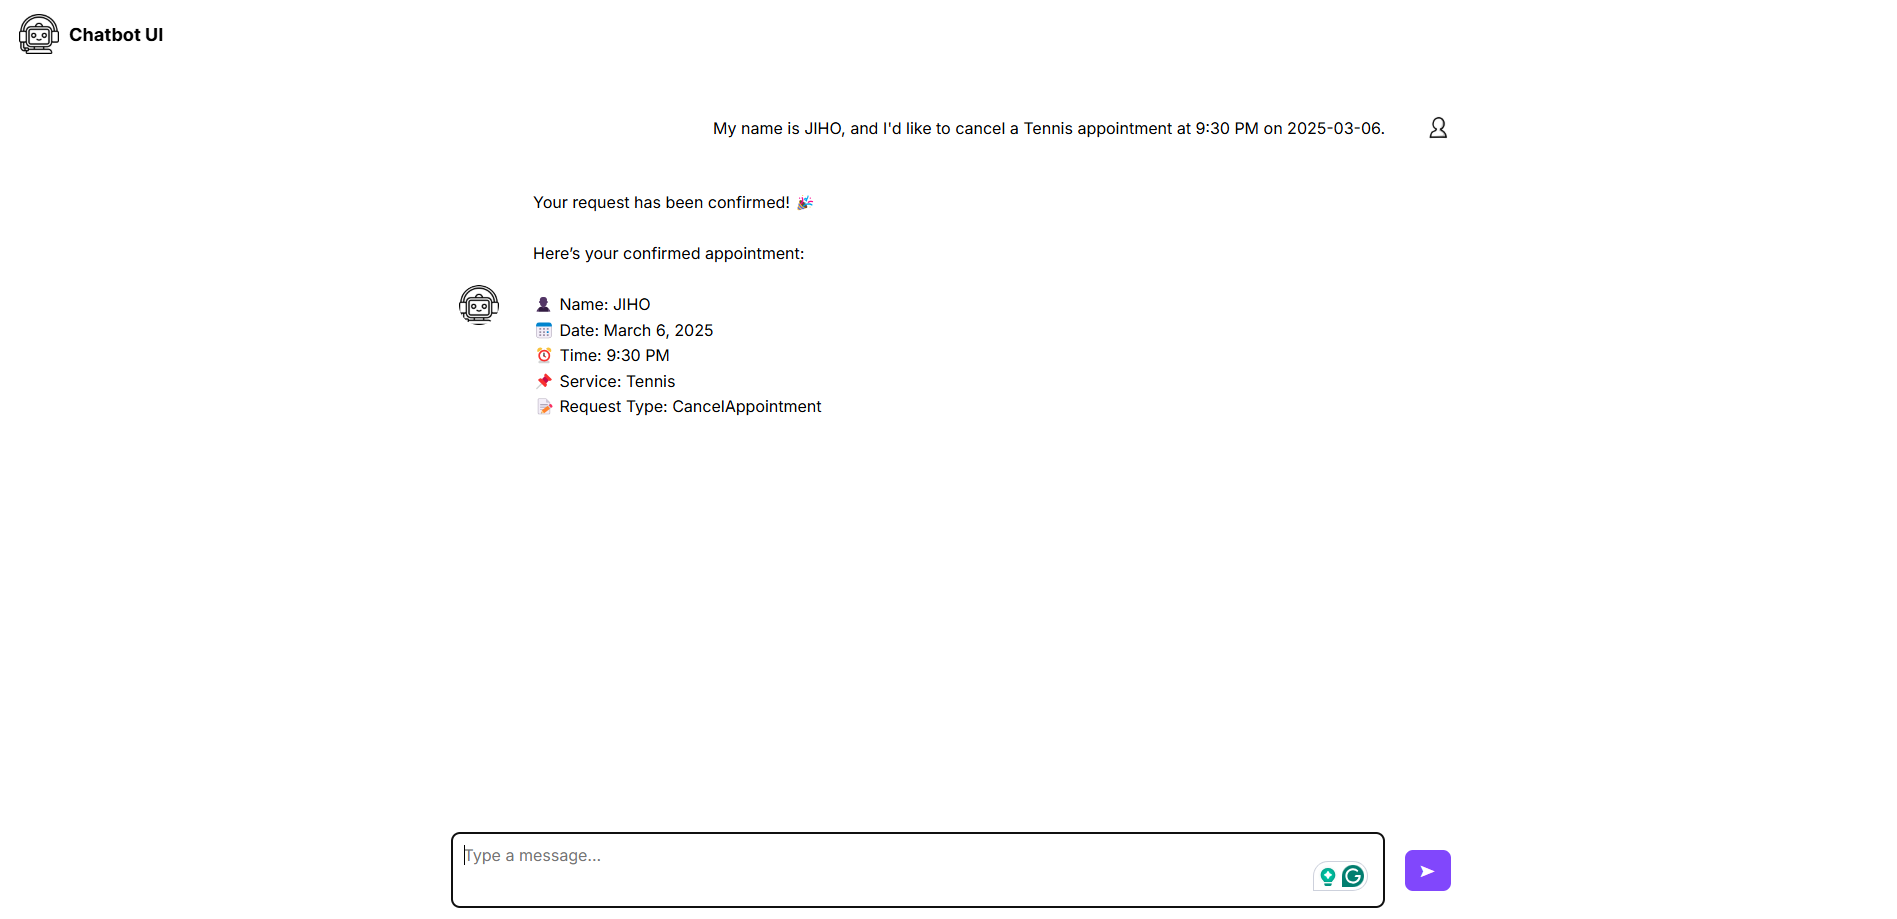 Chatbot UI
My name is JIHO, and I'd like to cancel a Tennis appointment at 9:30 PM on 2025-03-06.
Your request has been confirmed! 🎉
Here’s your confirmed appointment:
👤 Name: JIHO
📅 Date: March 6, 2025
⏰ Time: 9:30 PM
📌 Service: Tennis
📝 Request Type: CancelAppointment
Type a message...